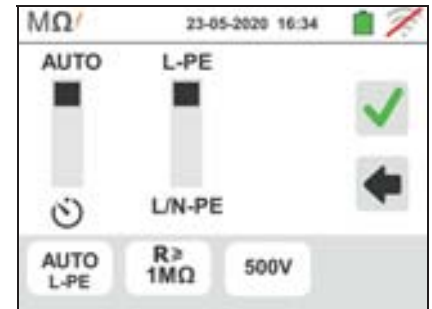 MΩ 23-05-2020 16:34
AUTO L-PE
L/N-PE
AUTO L-PE
R≥ 1MΩ
500V